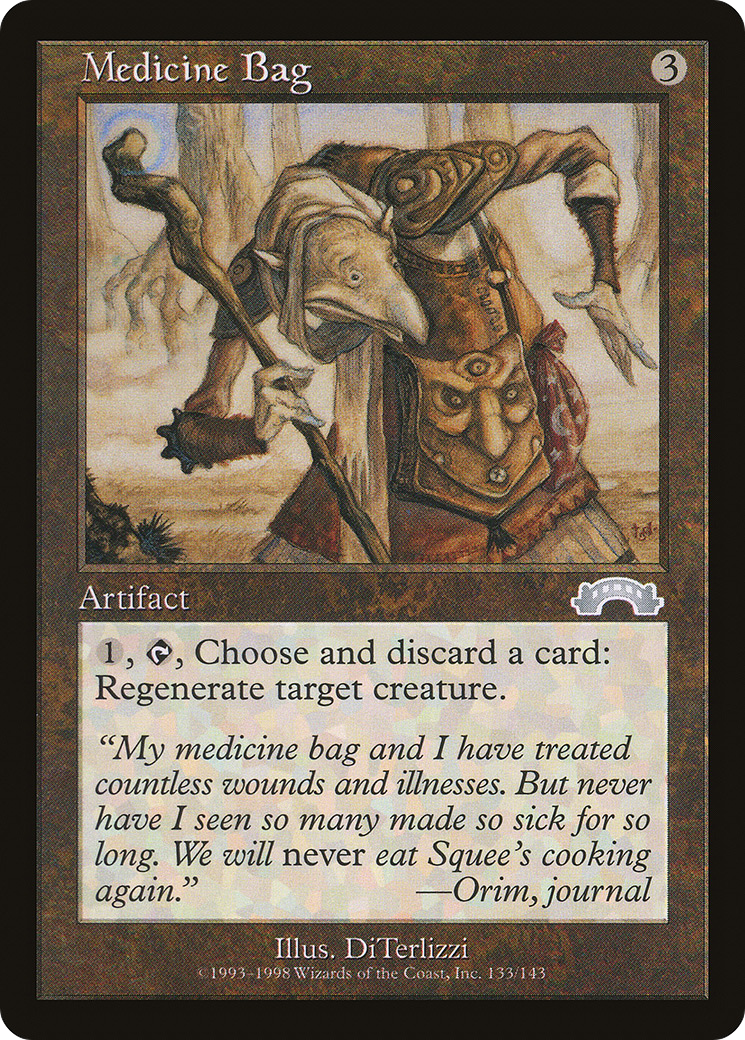 Medicine Bag 3
Artifact
1, , Choose and discard a card:
Regenerate target creature.
“My medicine bag and I have treated
countless wounds and illnesses. But never
have I seen so many made so sick for so
long. We will never eat Squee’s cooking
again.” —Orim, journal
Illus. DiTerlizzi
©1993–1998 Wizards of the Coast, Inc. 133/143